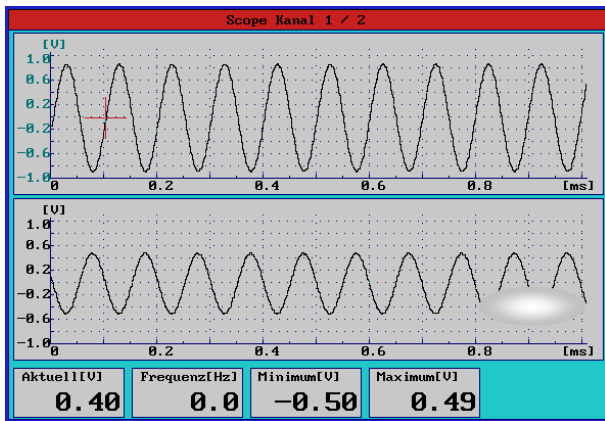 Scope Kanal 1 / 2
[V]
1.0
0.6
0.2
-0.2
-0.6
-1.0
0 0.2 0.4 0.6 0.8 [ms]
[V]
1.0
0.6
0.2
-0.2
-0.6
-1.0
0 0.2 0.4 0.6 0.8 [ms]
Aktuell[V] Frequenz[Hz] Minimum[V] Maximum[V]
0.40 0.0 -0.50 0.49